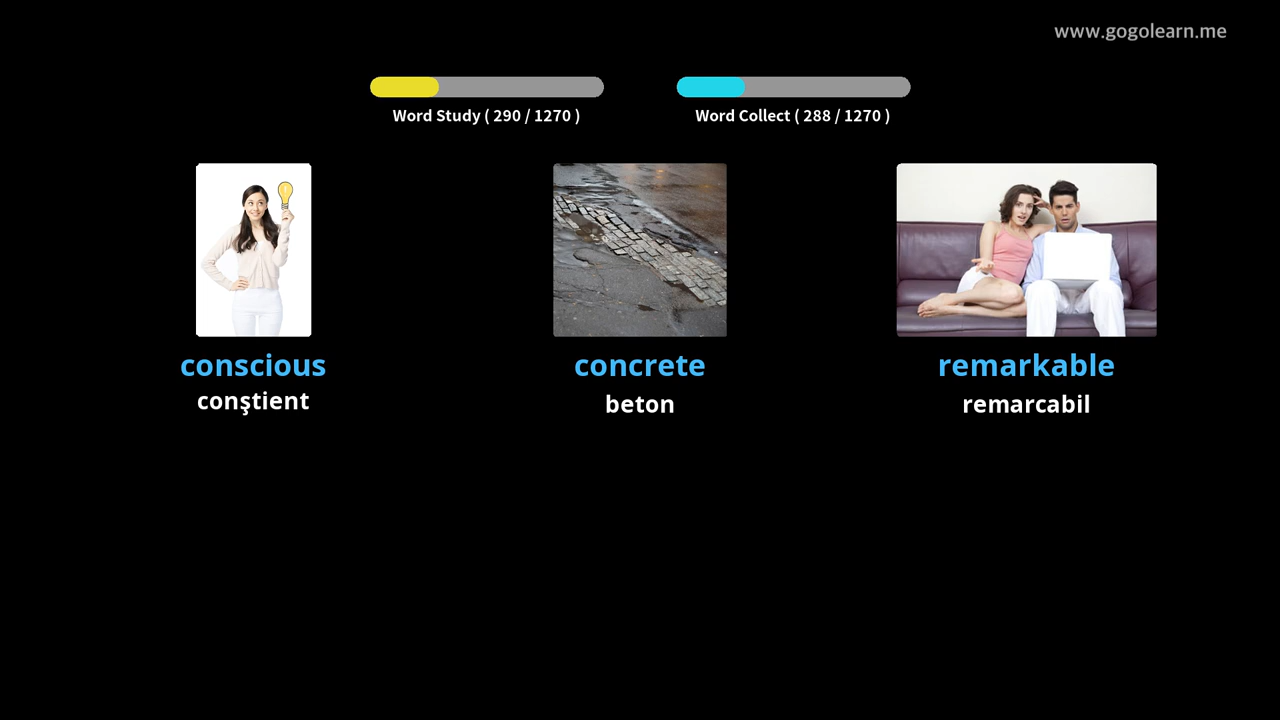 www.gogolearn.me
Word Study ( 290 / 1270 )
Word Collect ( 288 / 1270 )
conscious
concrete
remarkable
conştient
beton
remarcabil